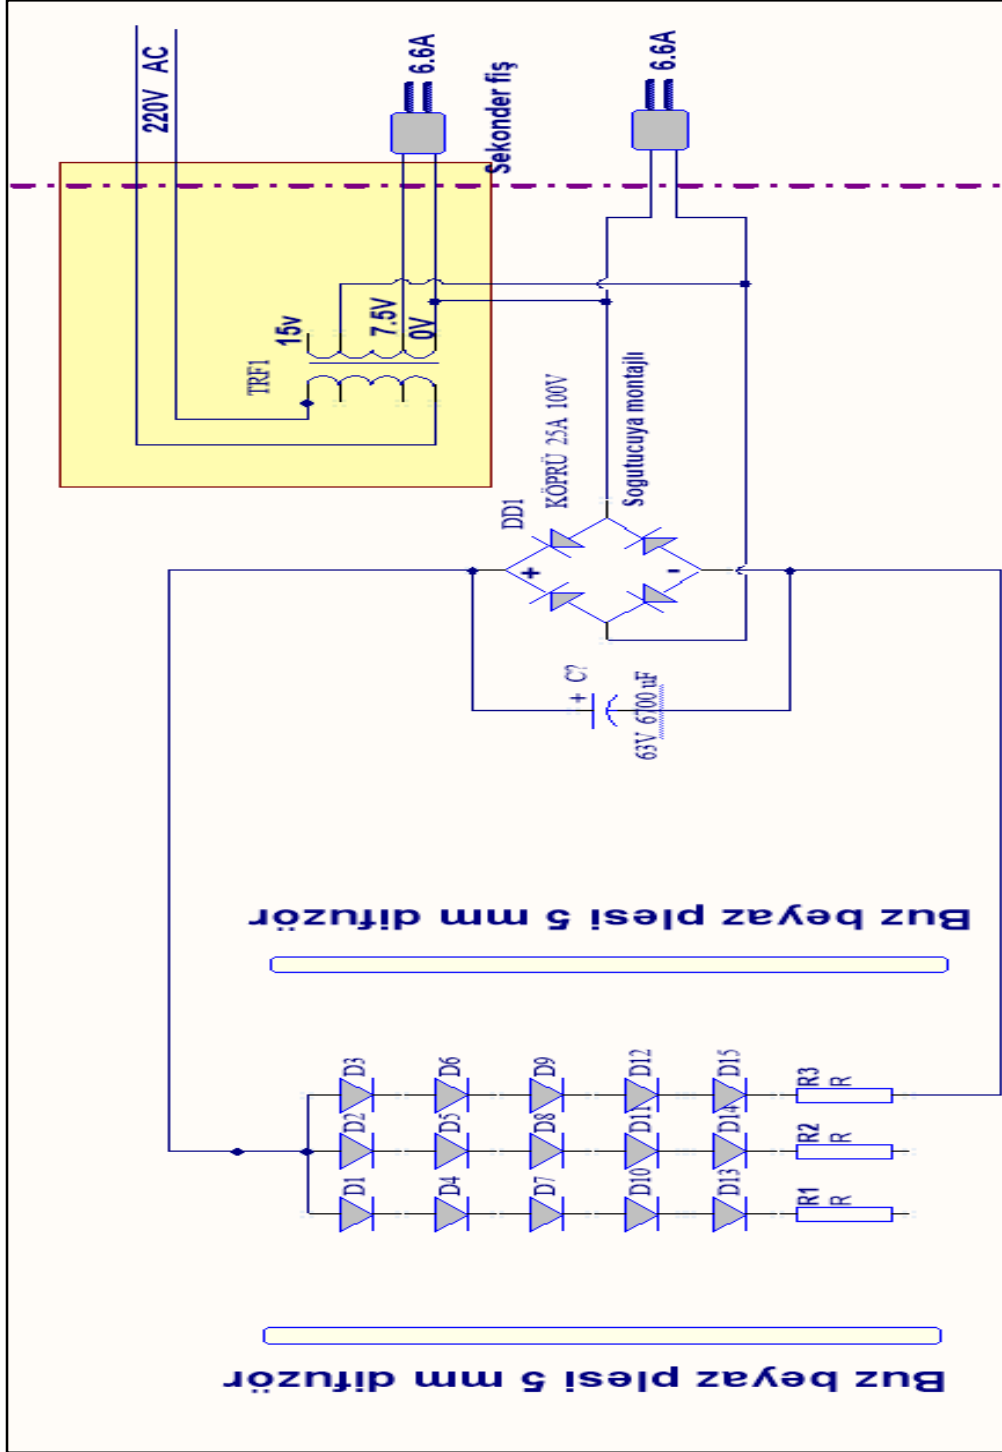 220V AC
6.6A
Sekonder fiş
6.6A
15v
7.5V
0V
TRF1
DD1
KÖPRÜ 25A 100V
Sogutucuya montajlı
+
-
+ C?
63V 6700 uF
Buz beyaz plesi 5 mm difuzör
D3
D6
D9
D12
D15
R3
R
D2
D5
D8
D11
D14
R2
R
D1
D4
D7
D10
D13
R1
R
Buz beyaz plesi 5 mm difuzör